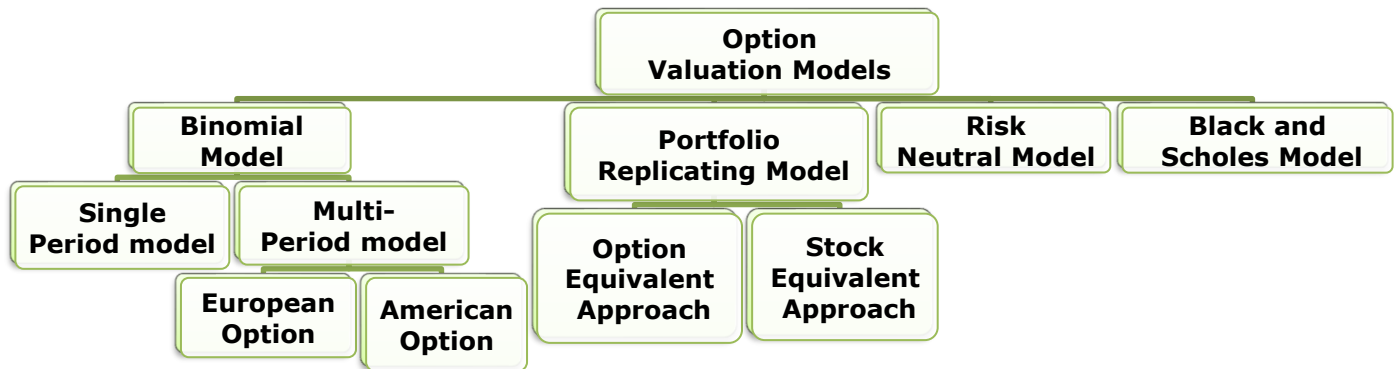 Option
Valuation Models
Binomial
Model
Portfolio
Replicating Model
Risk
Neutral Model
Black and
Scholes Model
Single
Period model
Multi-
Period model
Option
Equivalent
Approach
Stock
Equivalent
Approach
European
Option
American
Option